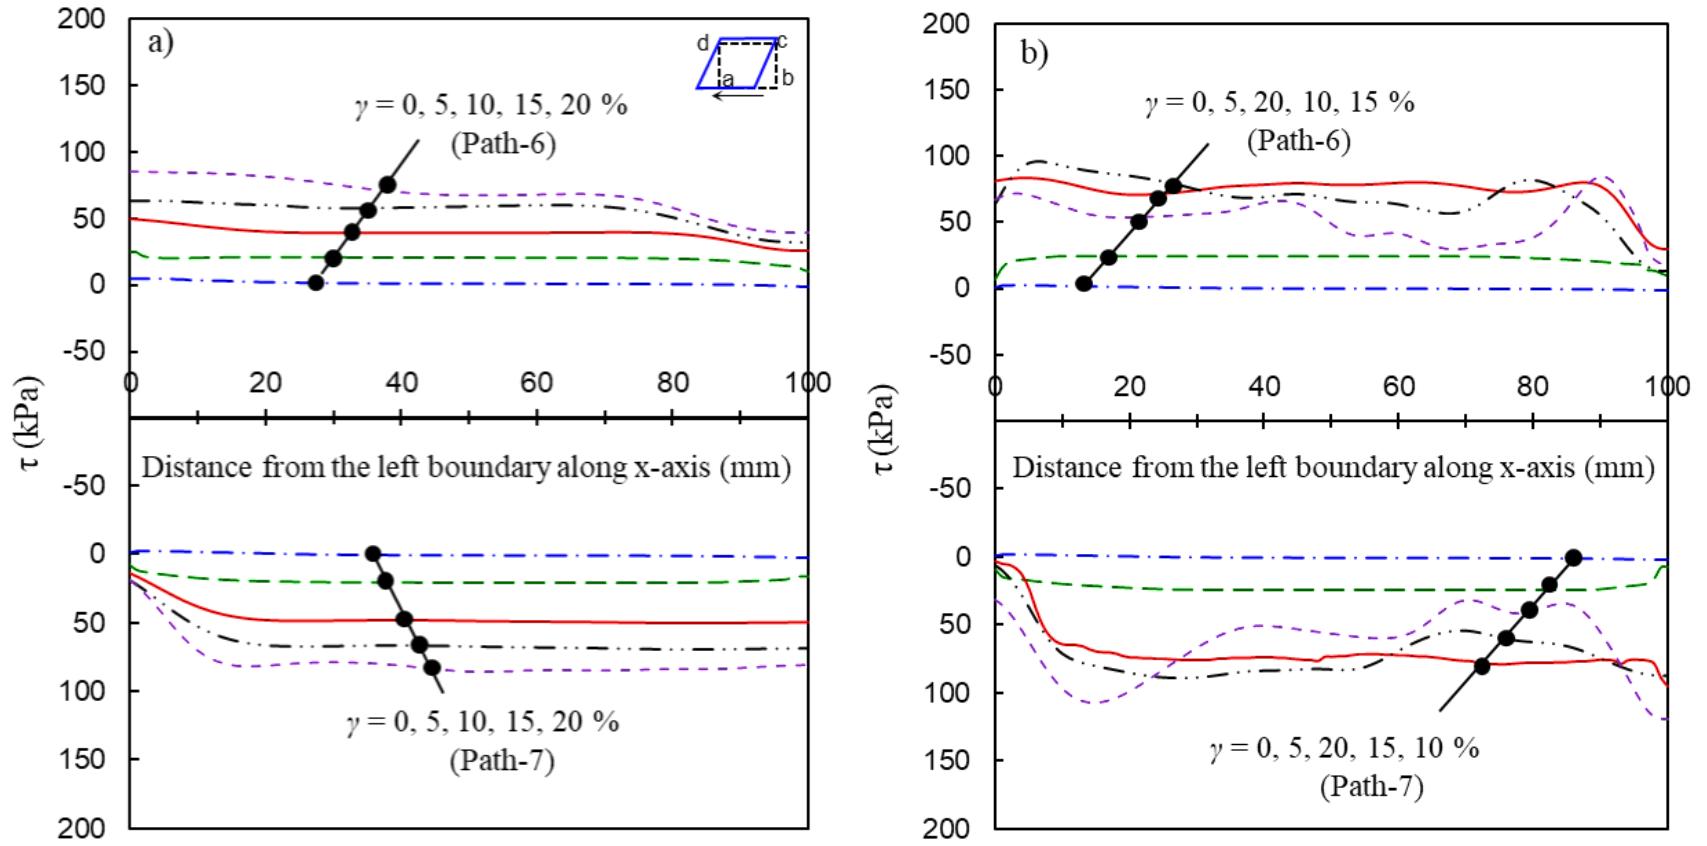 a)
200
150
100
50
0
-50
0 20 40 60 80 100
d c
a b
γ = 0, 5, 10, 15, 20 %
(Path-6)
τ (kPa)
Distance from the left boundary along x-axis (mm)
-50
0
50
100
150
200
γ = 0, 5, 10, 15, 20 %
(Path-7)
b)
200
150
100
50
0
-50
0 20 40 60 80 100
γ = 0, 5, 20, 10, 15 %
(Path-6)
τ (kPa)
Distance from the left boundary along x-axis (mm)
-50
0
50
100
150
200
γ = 0, 5, 20, 15, 10 %
(Path-7)